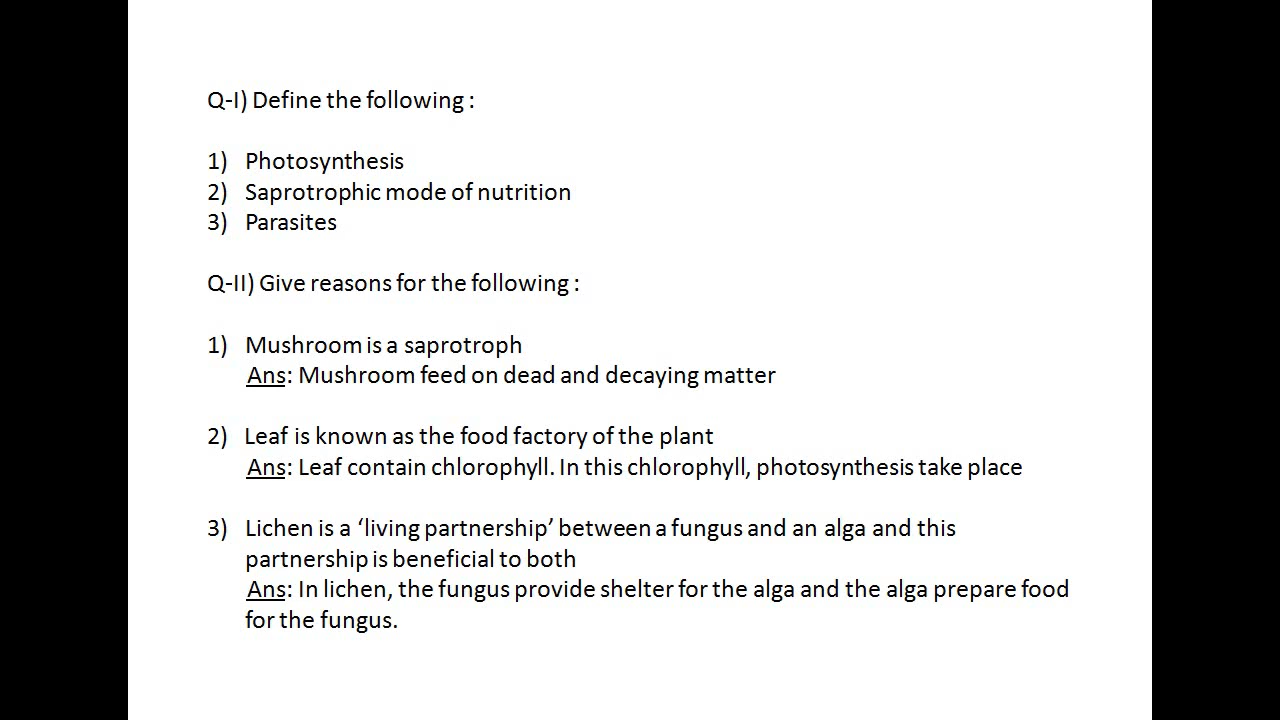 Q-I) Define the following :
1) Photosynthesis
2) Saprotrophic mode of nutrition
3) Parasites
Q-II) Give reasons for the following :
1) Mushroom is a saprotroph
Ans: Mushroom feed on dead and decaying matter
2) Leaf is known as the food factory of the plant
Ans: Leaf contain chlorophyll. In this chlorophyll, photosynthesis take place
3) Lichen is a ‘living partnership’ between a fungus and an alga and this
partnership is beneficial to both
Ans: In lichen, the fungus provide shelter for the alga and the alga prepare food
for the fungus.